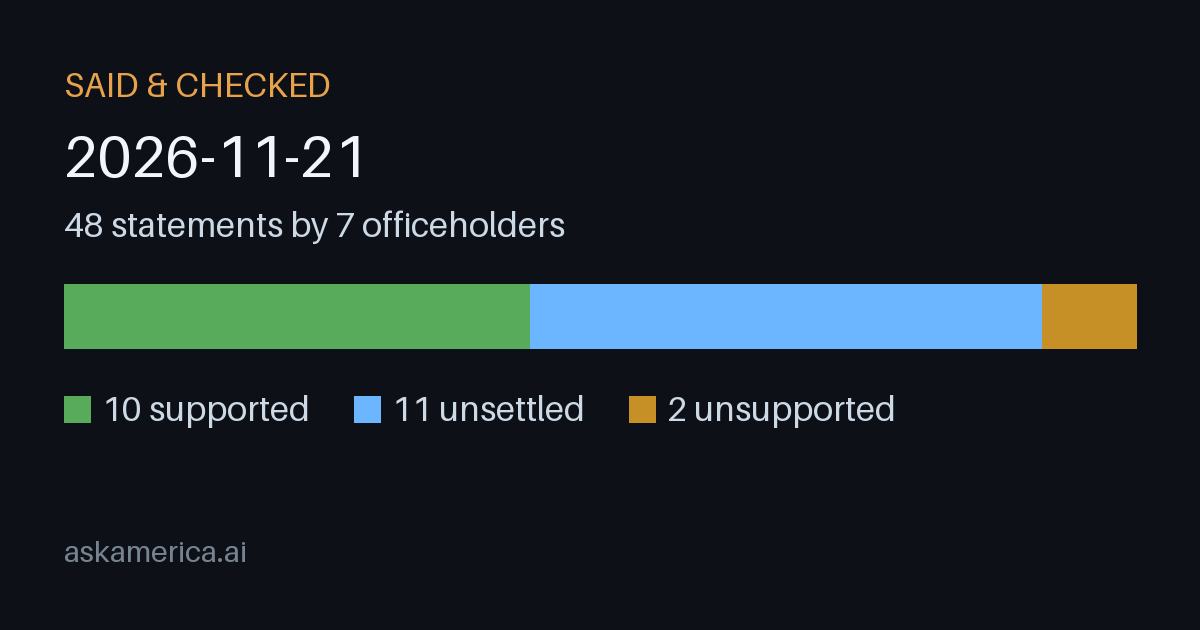 SAID & CHECKED
2026-11-21
48 statements by 7 officeholders
10 supported 11 unsettled 2 unsupported
askamerica.ai